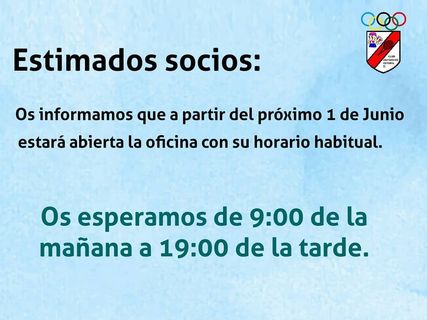 Estimados socios:
Os informamos que a partir del próximo 1 de Junio
estará abierta la oficina con su horario habitual.
Os esperamos de 9:00 de la
mañana a 19:00 de la tarde.